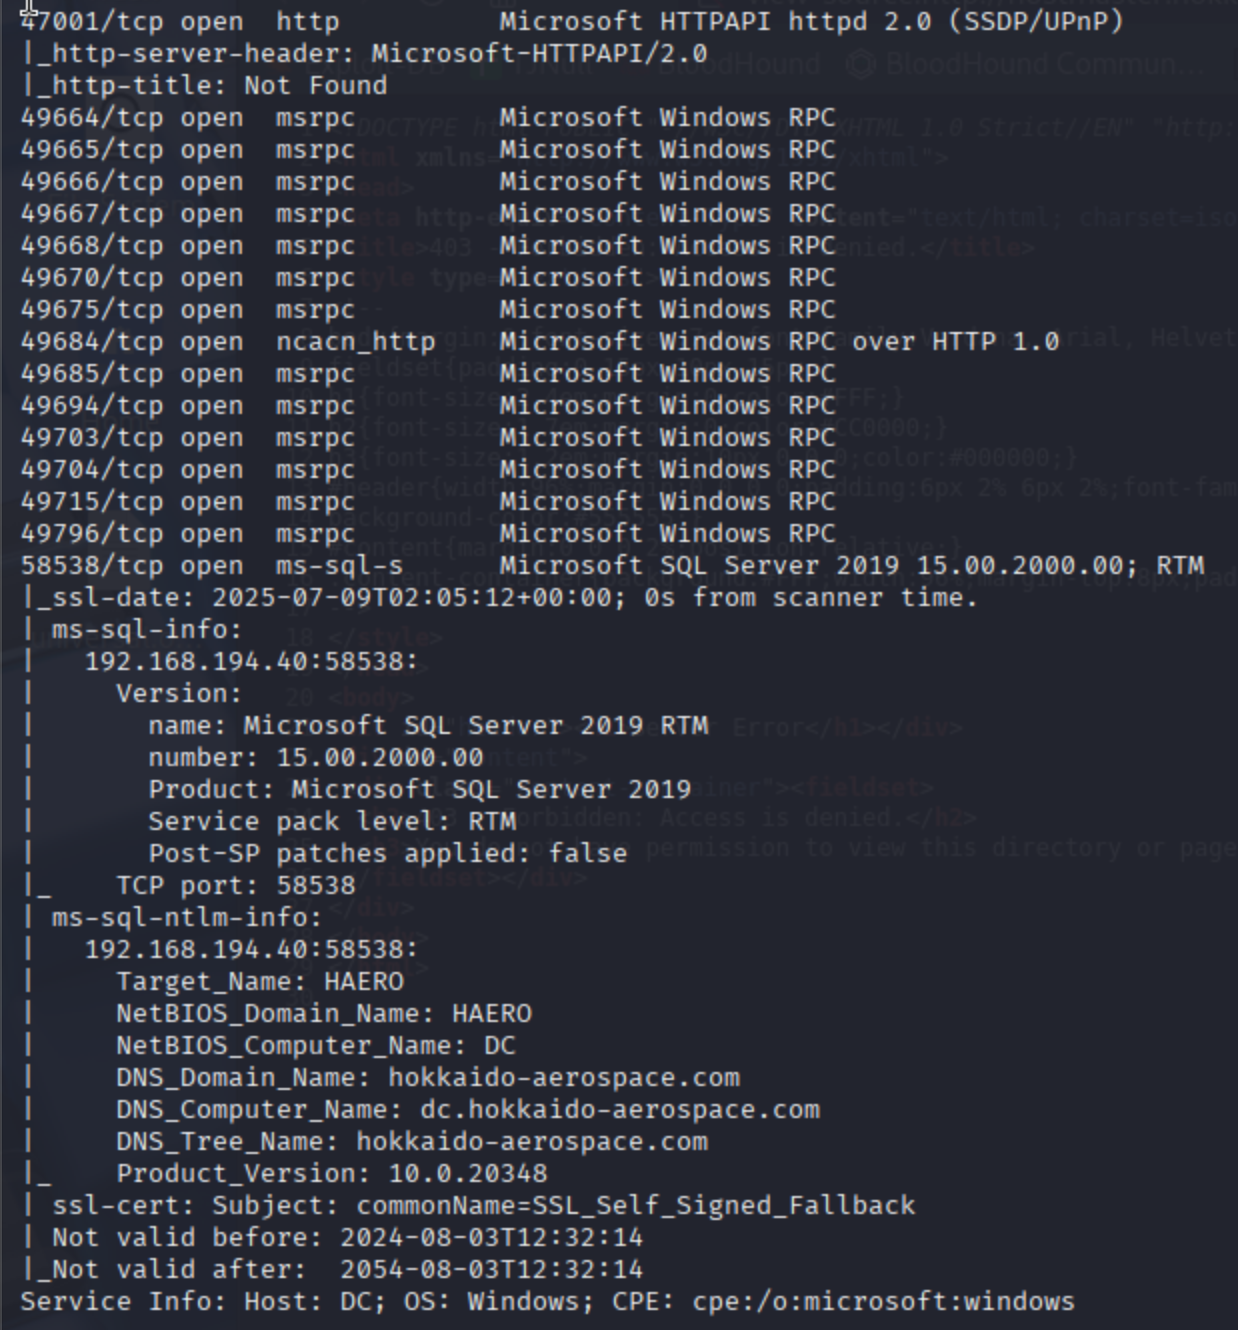 47001/tcp open  http          Microsoft HTTPAPI httpd 2.0 (SSDP/UPnP)
|_http-server-header: Microsoft-HTTPAPI/2.0
|_http-title: Not Found
49664/tcp open  msrpc         Microsoft Windows RPC
49665/tcp open  msrpc         Microsoft Windows RPC
49666/tcp open  msrpc         Microsoft Windows RPC
49667/tcp open  msrpc         Microsoft Windows RPC
49668/tcp open  msrpc         Microsoft Windows RPC
49670/tcp open  msrpc         Microsoft Windows RPC
49675/tcp open  msrpc         Microsoft Windows RPC
49684/tcp open  ncacn_http    Microsoft Windows RPC over HTTP 1.0
49685/tcp open  msrpc         Microsoft Windows RPC
49694/tcp open  msrpc         Microsoft Windows RPC
49703/tcp open  msrpc         Microsoft Windows RPC
49704/tcp open  msrpc         Microsoft Windows RPC
49715/tcp open  msrpc         Microsoft Windows RPC
49796/tcp open  msrpc         Microsoft Windows RPC
58538/tcp open  ms-sql-s      Microsoft SQL Server 2019 15.00.2000.00; RTM
|_ssl-date: 2025-07-09T02:05:12+00:00; 0s from scanner time.
| ms-sql-info:
|   192.168.194.40:58538:
|     Version:
|       name: Microsoft SQL Server 2019 RTM
|       number: 15.00.2000.00
|       Product: Microsoft SQL Server 2019
|       Service pack level: RTM
|       Post-SP patches applied: false
|_    TCP port: 58538
| ms-sql-ntlm-info:
|   192.168.194.40:58538:
|     Target_Name: HAERO
|     NetBIOS_Domain_Name: HAERO
|     NetBIOS_Computer_Name: DC
|     DNS_Domain_Name: hokkaido-aerospace.com
|     DNS_Computer_Name: dc.hokkaido-aerospace.com
|     DNS_Tree_Name: hokkaido-aerospace.com
|_    Product_Version: 10.0.20348
| ssl-cert: Subject: commonName=SSL_Self_Signed_Fallback
| Not valid before: 2024-08-03T12:32:14
|_Not valid after:  2054-08-03T12:32:14
Service Info: Host: DC; OS: Windows; CPE: cpe:/o:microsoft:windows